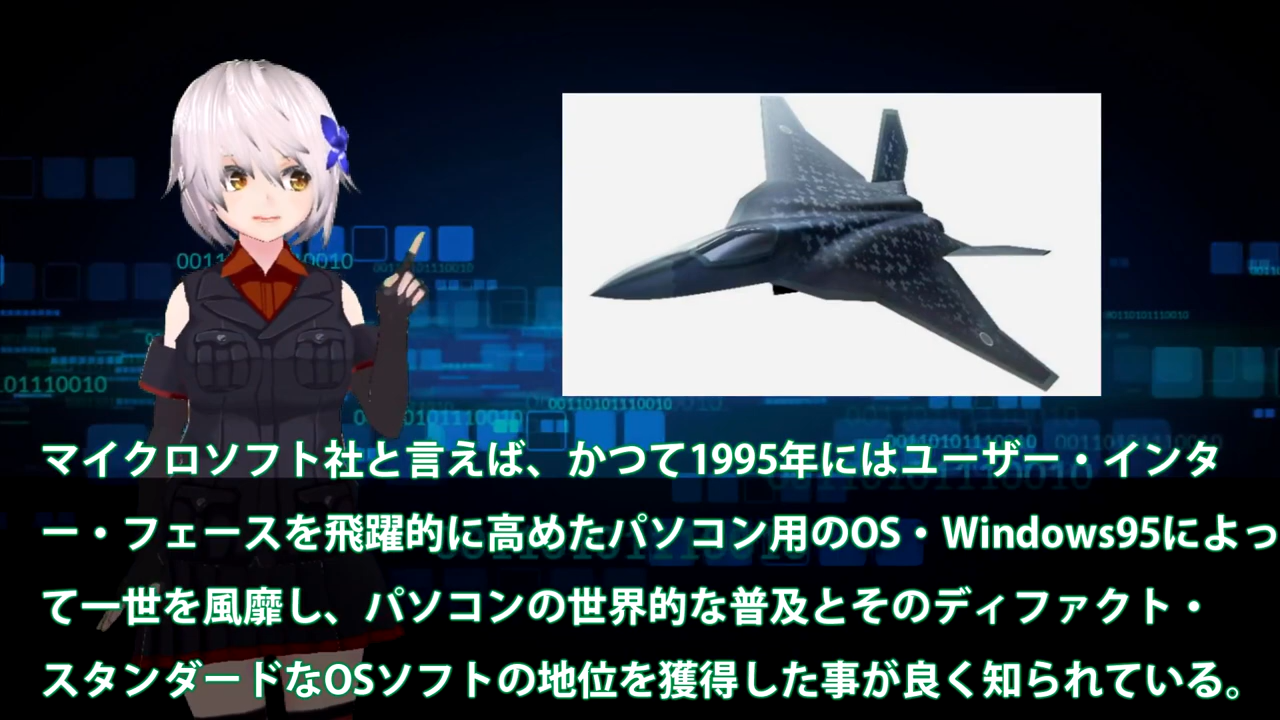 0011
10010
00110101110010
01110010
00110101110010
マイクロソフト社と言えば、かつて1995年にはユーザー・インタ
ー・フェースを飛躍的に高めたパソコン用のOS・Windows95によっ
て一世を風靡し、パソコンの世界的な普及とそのディファクト・
スタンダードなOSソフトの地位を獲得した事が良く知られている。